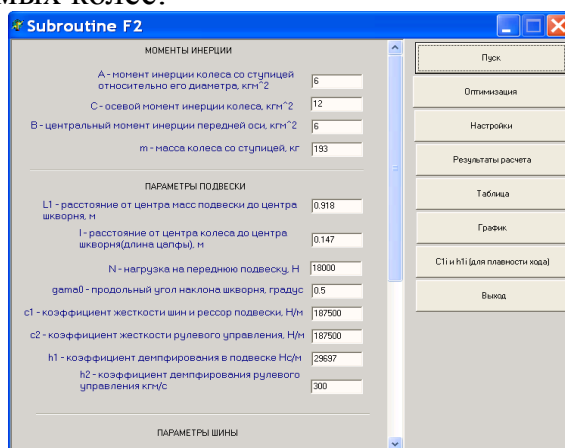 мых колес.
Subroutine F2
МОМЕНТЫ ИНЕРЦИИ
A - момент инерции колеса со ступицей
относительно его диаметра, кгм^2
6
C - осевой момент инерции колеса, кгм^2
12
B - центральный момент инерции передней оси, кгм^2
6
m - масса колеса со ступицей, кг
193
ПАРАМЕТРЫ ПОДВЕСКИ
L1 - расстояние от центра масс подвески до центра
шкворня, м
0.918
l - расстояние от центра колеса до центра
шкворня(длина цапфы), м
0.147
N - нагрузка на переднюю подвеску, Н
18000
gama0 - продольный угол наклона шкворня, градус
0.5
c1 - коэффициент жесткости шин и рессор подвески, Н/м
187500
c2 - коэффициент жесткости рулевого управления, Н/м
187500
h1 - коэффициент демпфирования в подвеске Нс/м
29697
h2 - коэффициент демпфирования рулевого
управления кгм/с
300
ПАРАМЕТРЫ ШИНЫ
Пуск
Оптимизация
Настройки
Результаты расчета
Таблица
График
C1i и h1i (для плавности хода)
Выход